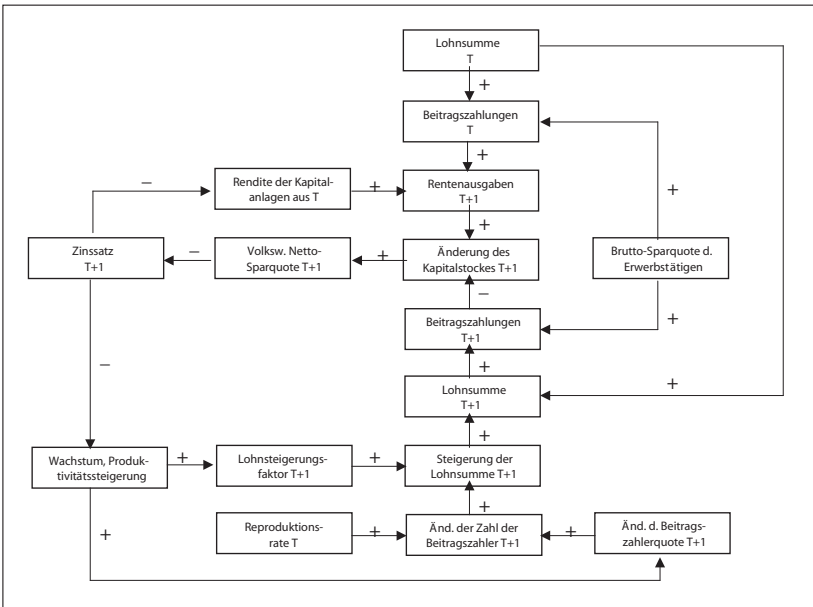 Lohnsumme
T
+
Beitragszahlungen
T
+
−
Rendite der Kapital-
anlagen aus T
+
Rentenausgaben
T+1
+
+
Zinssatz
T+1
−
Volksw. Netto-
Sparquote T+1
+
Änderung des
Kapitalstockes T+1
Brutto-Sparquote d.
Erwerbstätigen
−
Beitragszahlungen
T+1
+
−
+
Lohnsumme
T+1
+
+
Wachstum, Produk-
tivitätssteigerung
+
Lohnsteigerungs-
faktor T+1
+
Steigerung der
Lohnsumme T+1
+
+
Reproduktions-
rate T
+
Änd. der Zahl der
Beitragszahler T+1
+
Änd. d. Beitrags-
zahlerquote T+1